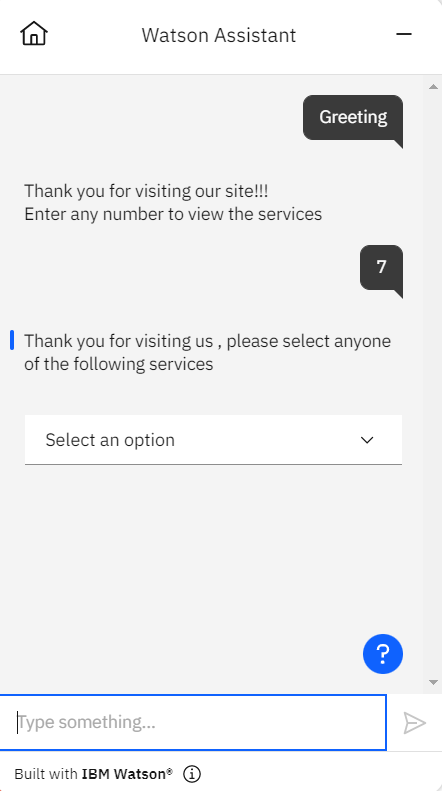 Watson Assistant
Greeting
Thank you for visiting our site!!!
Enter any number to view the services
7
Thank you for visiting us , please select anyone
of the following services
Select an option
?
Type something...
Built with IBM Watson®